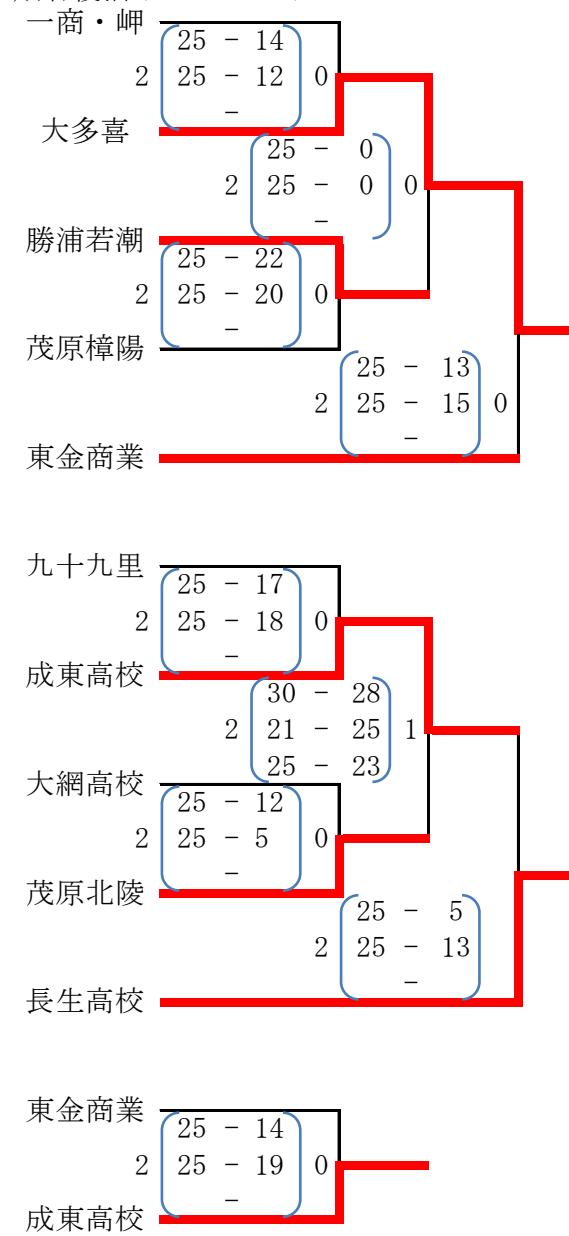 一商・岬
25 - 14
2 25 - 12 0
-
大多喜
25 - 0
2 25 - 0 0
-
勝浦若潮
25 - 22
2 25 - 20 0
-
茂原樟陽
25 - 13
2 25 - 15 0
-
東金商業
九十九里
25 - 17
2 25 - 18 0
-
成東高校
30 - 28
2 21 - 25 1
25 - 23
大網高校
25 - 12
2 25 - 5 0
-
茂原北陵
25 - 5
2 25 - 13
-
長生高校
東金商業
25 - 14
2 25 - 19 0
-
成東高校